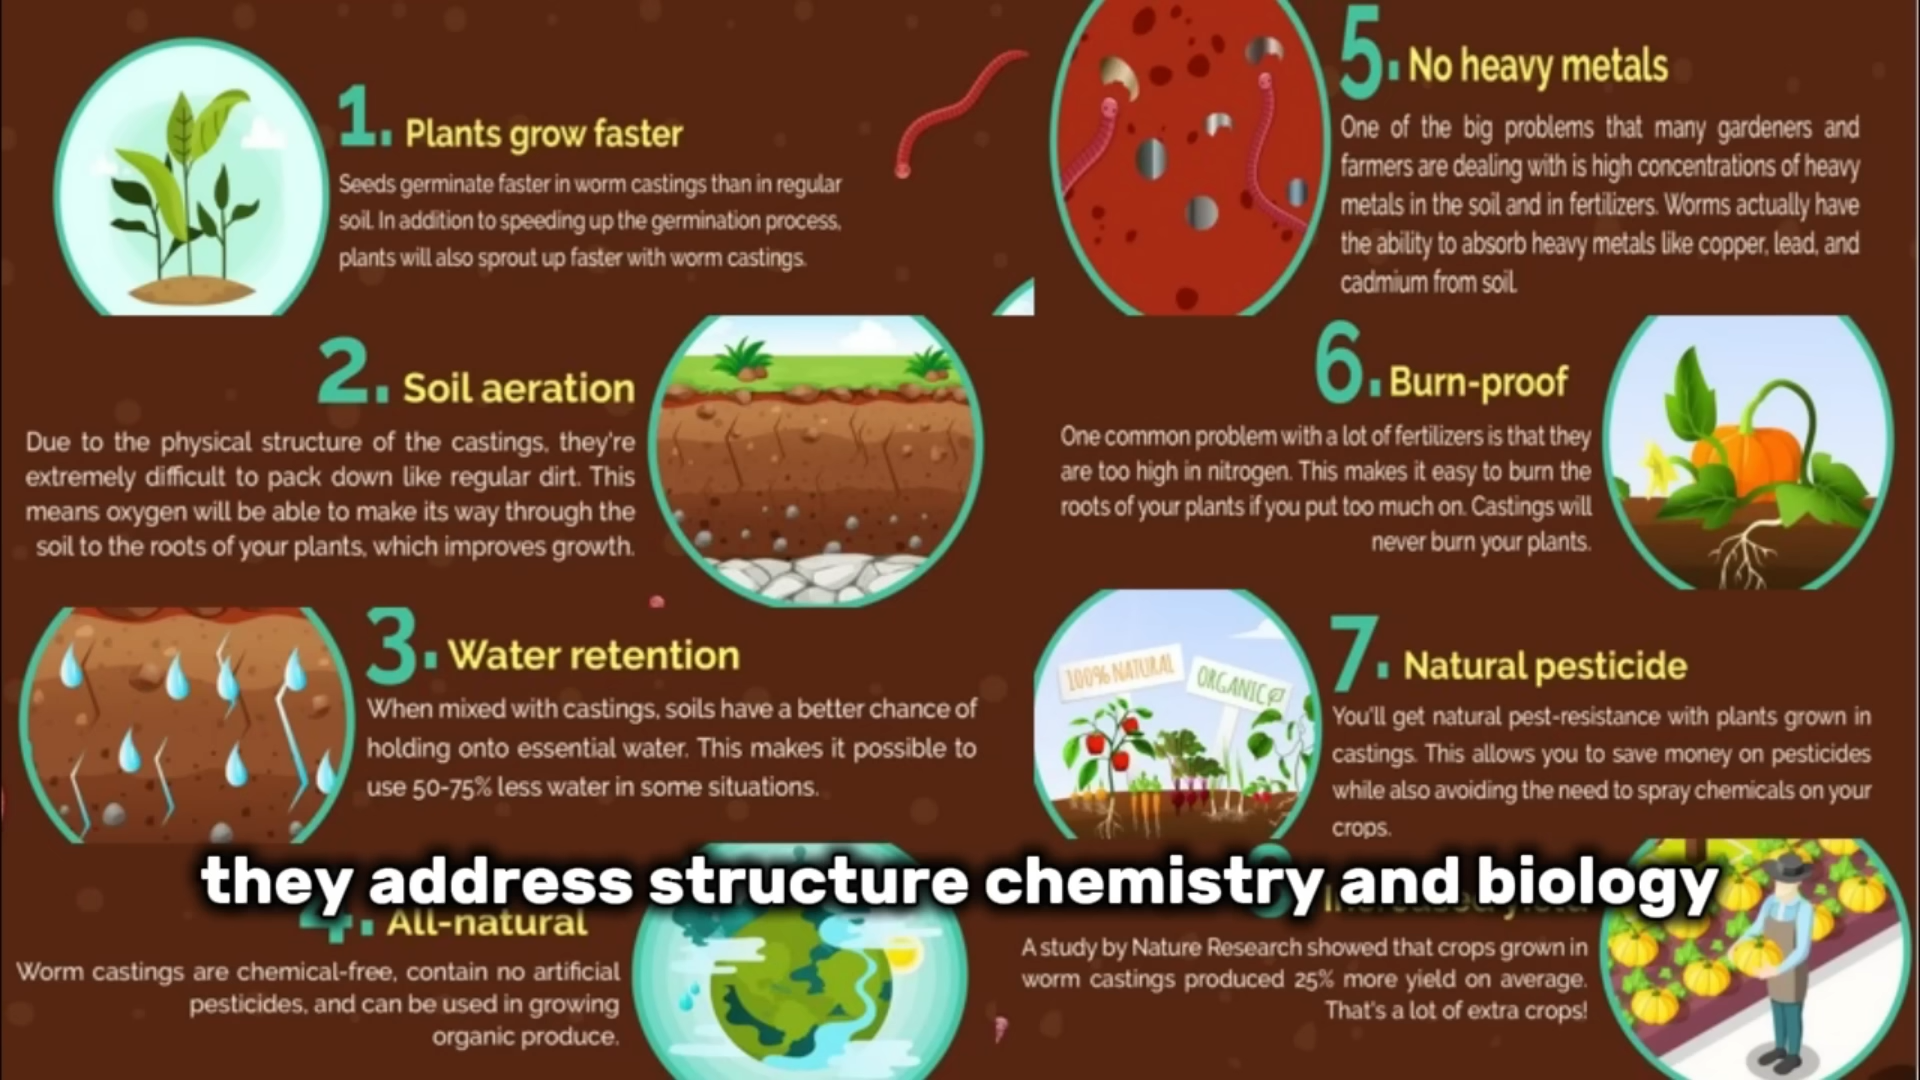 1. Plants grow faster
Seeds germinate faster in worm castings than in regular
soil. In addition to speeding up the germination process,
plants will also sprout up faster with worm castings.
2. Soil aeration
Due to the physical structure of the castings, they're
extremely difficult to pack down like regular dirt. This
means oxygen will be able to make its way through the
soil to the roots of your plants, which improves growth.
3. Water retention
When mixed with castings, soils have a better chance of
holding onto essential water. This makes it possible to
use 50-75% less water in some situations.
4. All-natural
Worm castings are chemical-free, contain no artificial
pesticides, and can be used in growing
organic produce.
5. No heavy metals
One of the big problems that many gardeners and
farmers are dealing with is high concentrations of heavy
metals in the soil and in fertilizers. Worms actually have
the ability to absorb heavy metals like copper, lead, and
cadmium from soil.
6. Burn-proof
One common problem with a lot of fertilizers is that they
are too high in nitrogen. This makes it easy to burn the
roots of your plants if you put too much on. Castings will
never burn your plants.
7. Natural pesticide
100% NATURAL
ORGANIC
You'll get natural pest-resistance with plants grown in
castings. This allows you to save money on pesticides
while also avoiding the need to spray chemicals on your
crops.
A study by Nature Research showed that crops grown in
worm castings produced 25% more yield on average.
That's a lot of extra crops!
they address structure chemistry and biology